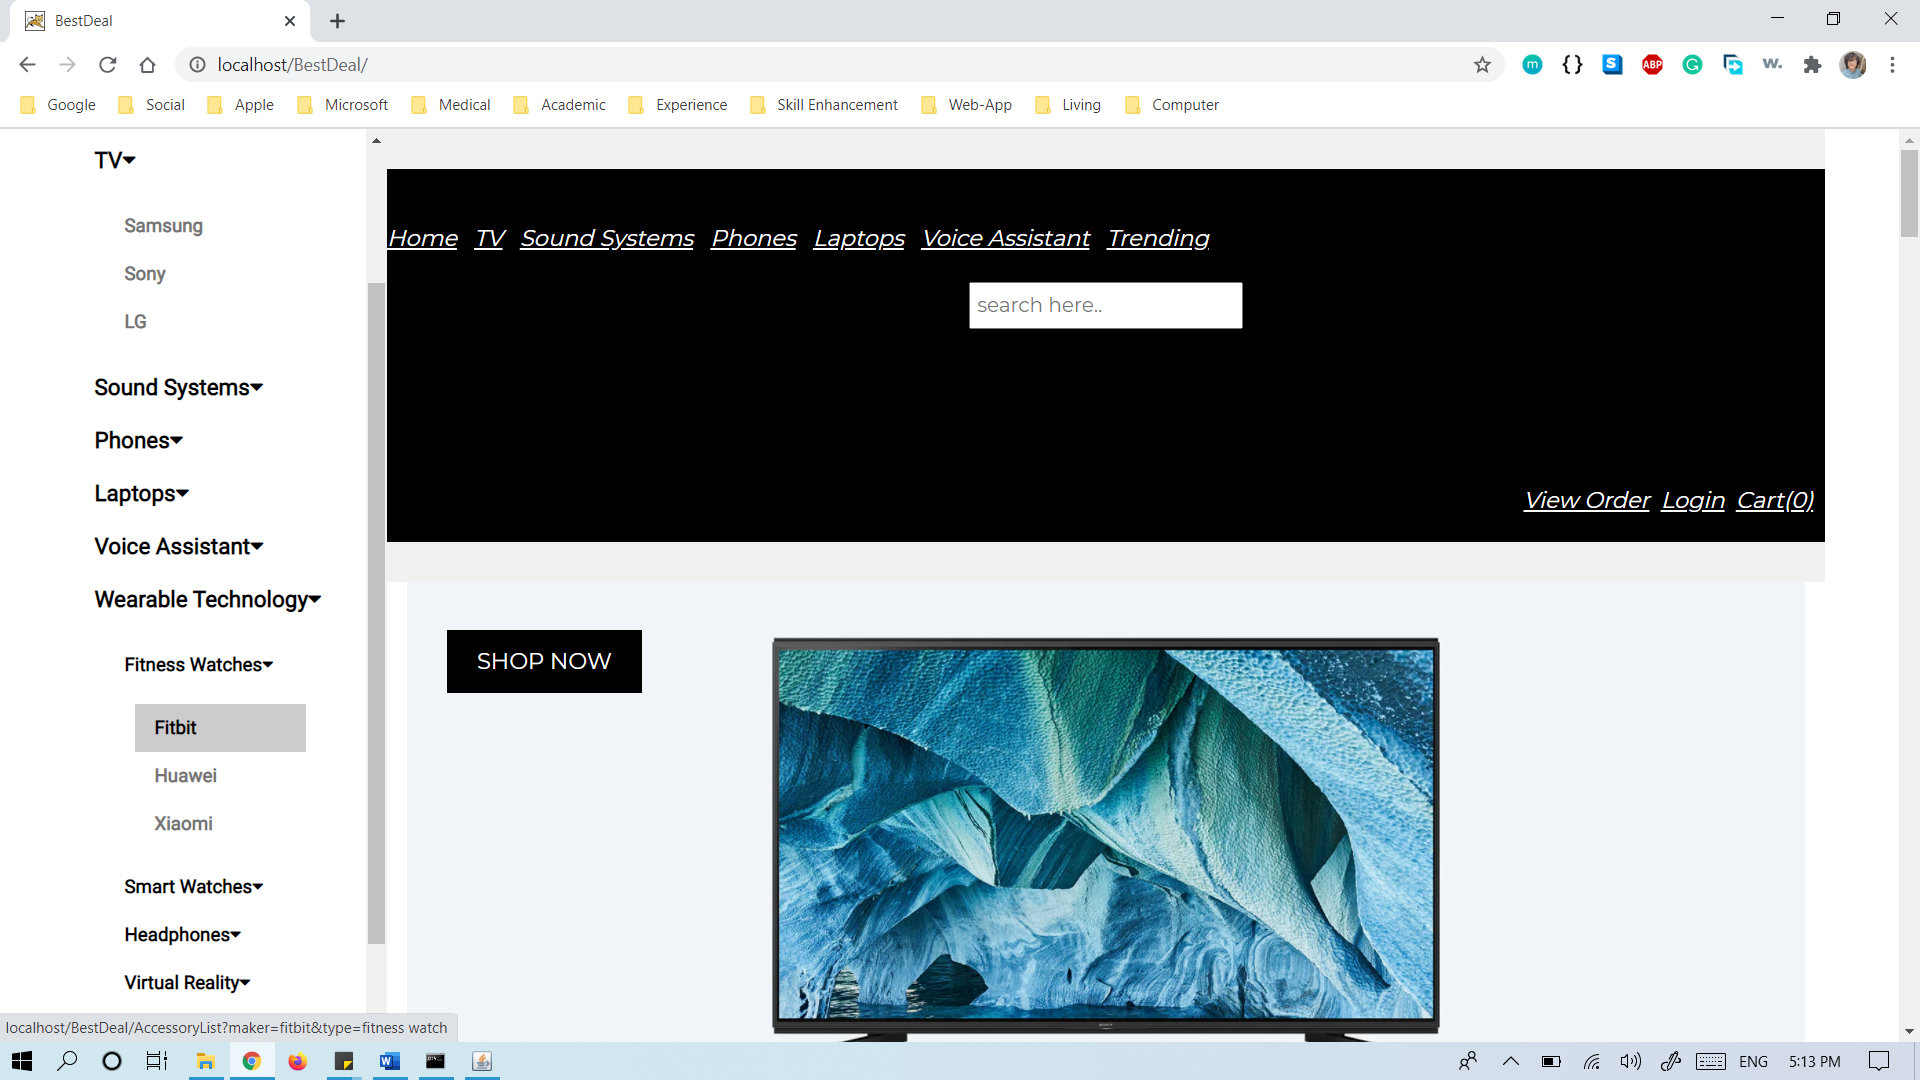 BestDeal
localhost/BestDeal/
Google Social Apple Microsoft Medical Academic Experience Skill Enhancement Web-App Living Computer
TV
Samsung
Sony
LG
Sound Systems
Phones
Laptops
Voice Assistant
Wearable Technology
Fitness Watches
Fitbit
Huawei
Xiaomi
Smart Watches
Headphones
Virtual Reality
Home TV Sound Systems Phones Laptops Voice Assistant Trending
search here..
View Order Login Cart(0)
SHOP NOW
SONY
localhost/BestDeal/AccessoryList?maker=fitbit&type=fitness watch
ENG 5:13 PM